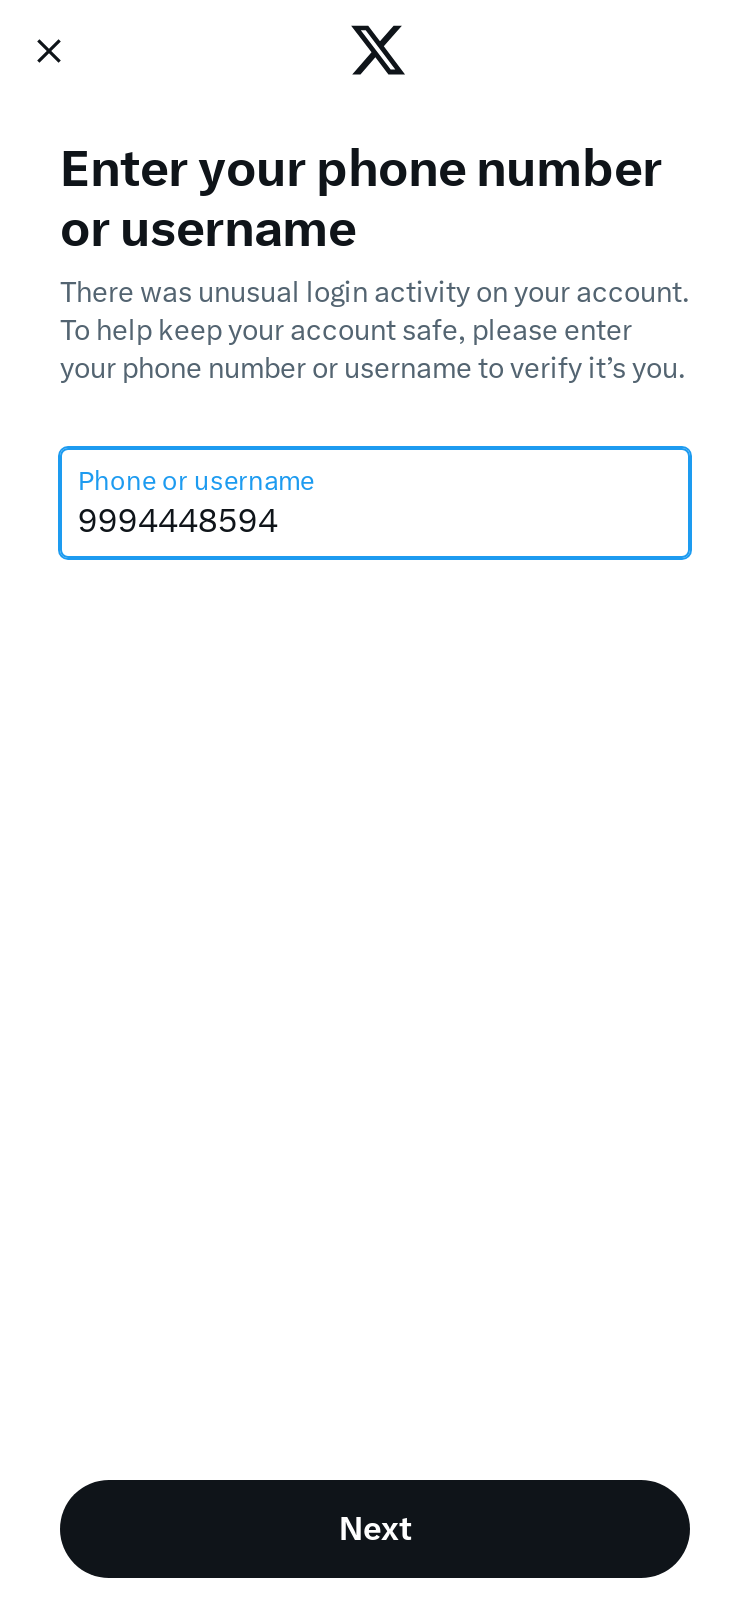 Enter your phone number
or username
There was unusual login activity on your account.
To help keep your account safe, please enter
your phone number or username to verify it’s you.
Phone or username
9994448594
Next